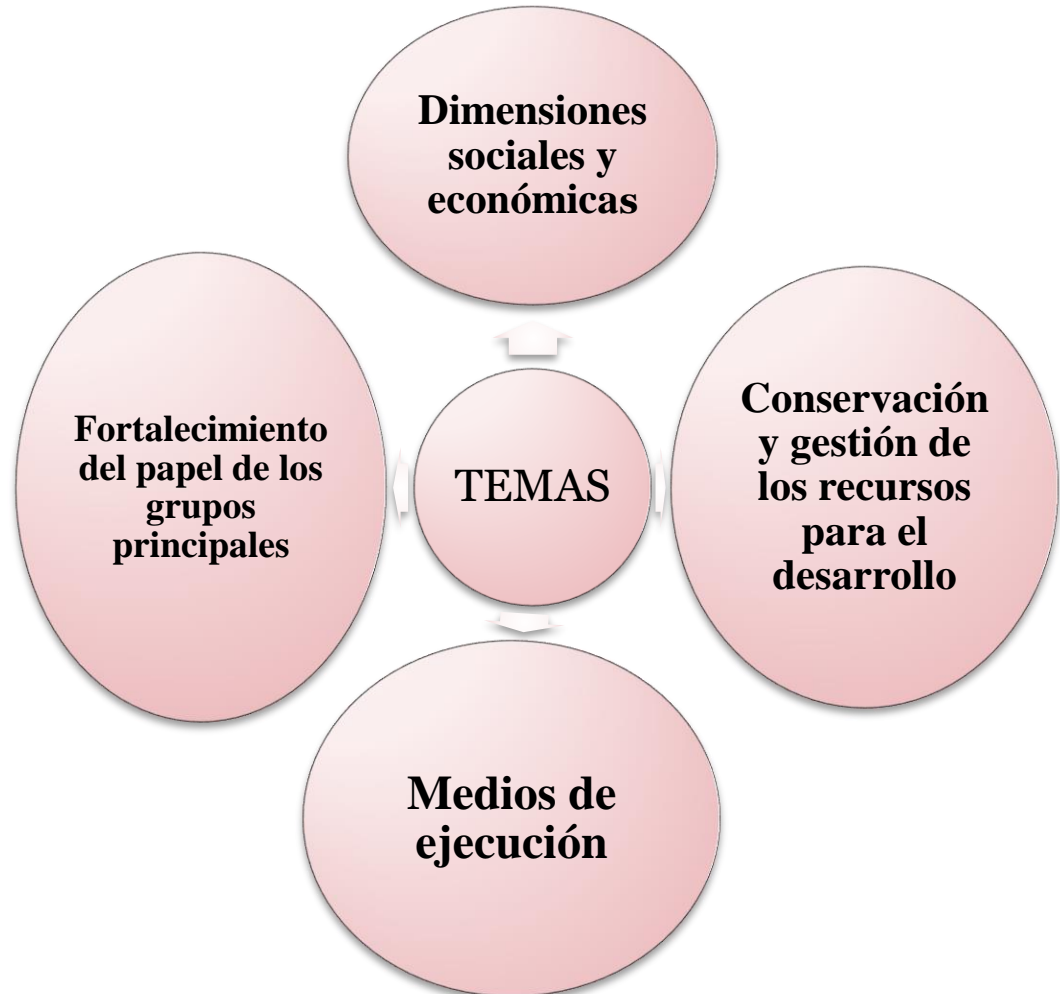 Dimensiones
sociales y
económicas
Fortalecimiento
del papel de los
grupos
principales
TEMAS
Conservación
y gestión de
los recursos
para el
desarrollo
Medios de
ejecución